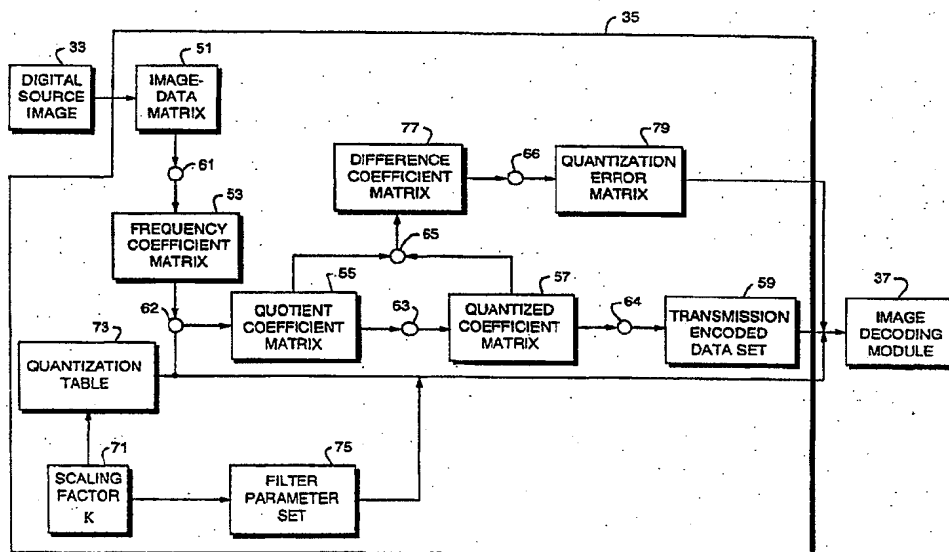 35
33
DIGITAL
SOURCE
IMAGE
51
IMAGE-
DATA
MATRIX
61
53
FREQUENCY
COEFFICIENT
MATRIX
77
DIFFERENCE
COEFFICIENT
MATRIX
66
79
QUANTIZATION
ERROR
MATRIX
65
62
55
QUOTIENT
COEFFICIENT
MATRIX
63
57
QUANTIZED
COEFFICIENT
MATRIX
64
59
TRANSMISSION
ENCODED
DATA SET
37
IMAGE
DECODING
MODULE
73
QUANTIZATION
TABLE
71
SCALING
FACTOR
K
75
FILTER
PARAMETER
SET